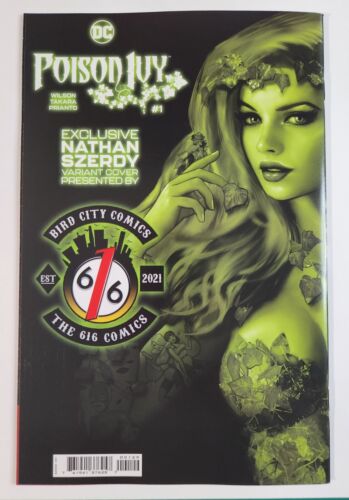 DC
POISON IVY
WILSON
TAKARA
PRIANTO
#1
EXCLUSIVE
NATHAN
SZERDY
VARIANT COVER
PRESENTED BY
BIRD CITY COMICS
EST
616
2021
THE 616 COMICS